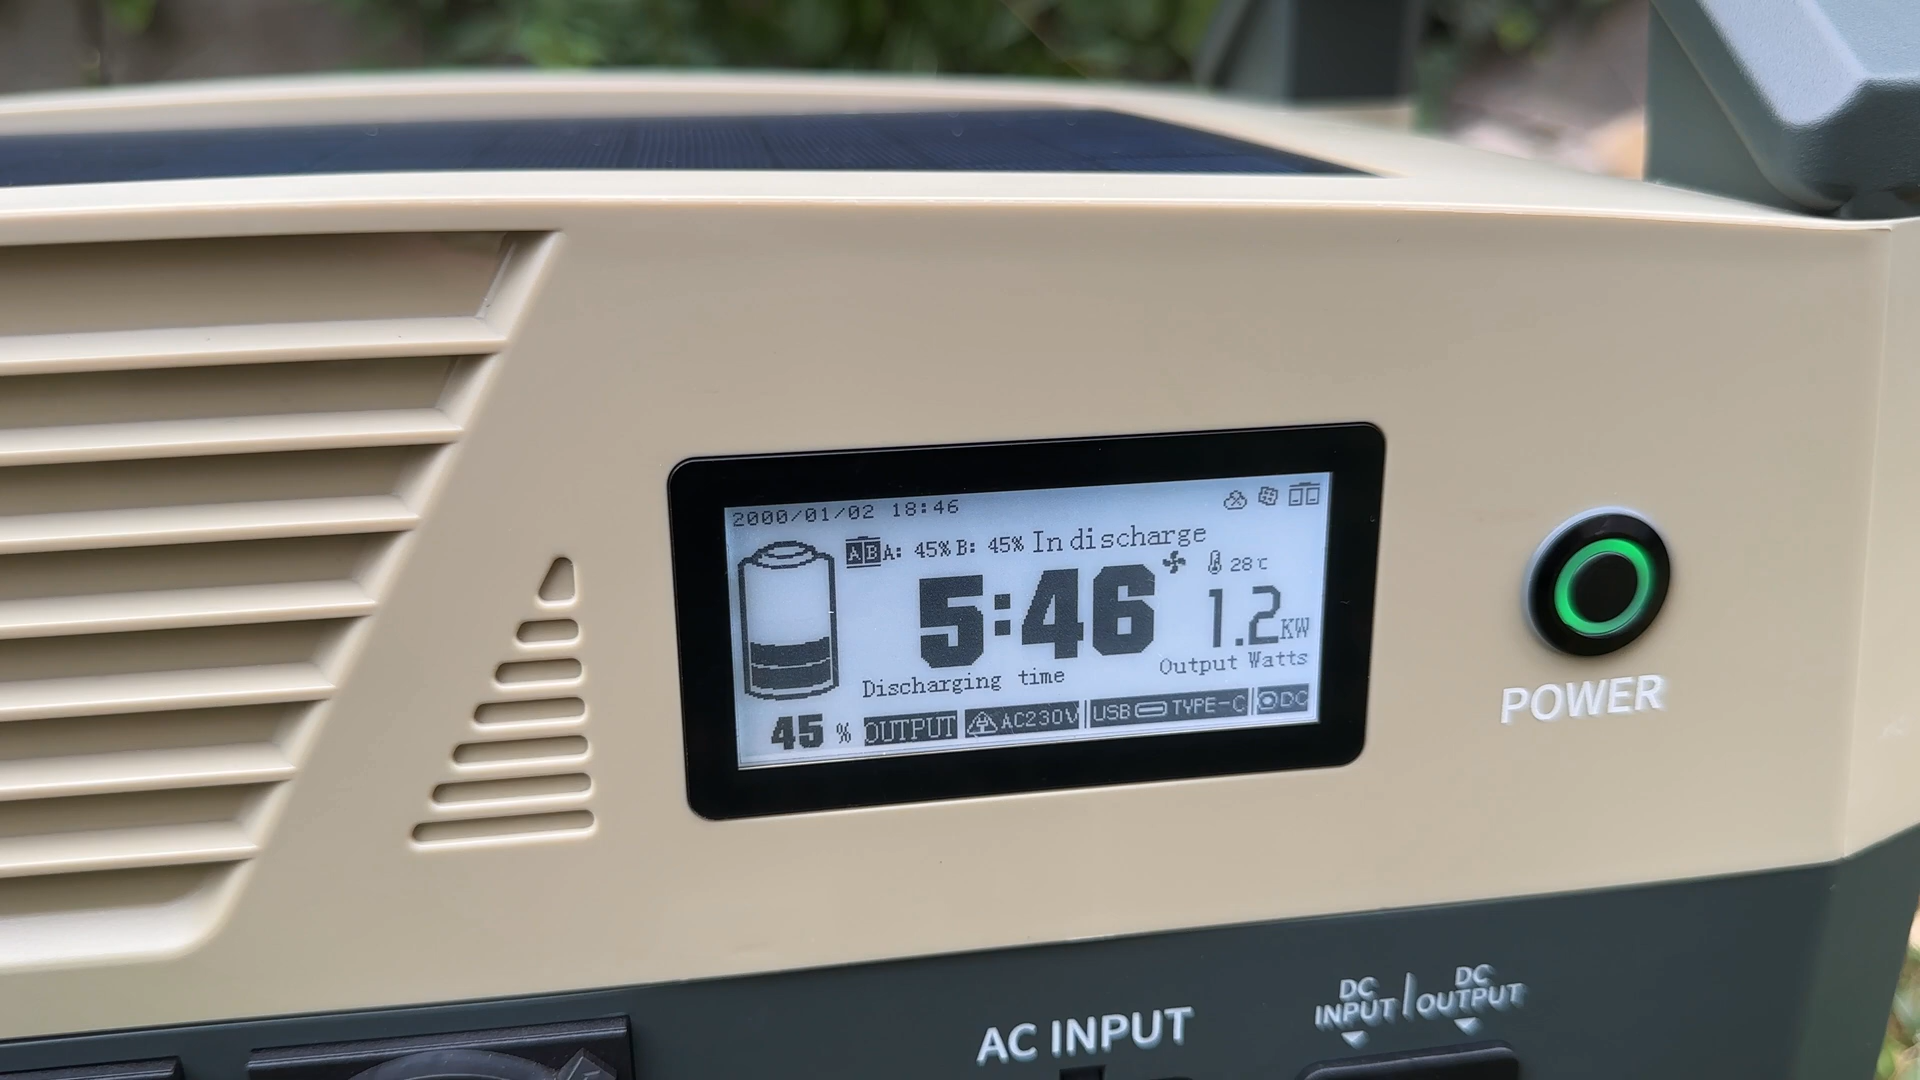 2000/01/02 18:46
AB A: 45% B: 45% In discharge
28℃
5:46
1.2KW
Output Watts
Discharging time
45 %
OUTPUT AC230V USB TYPE-C DC
POWER
AC INPUT
DC INPUT | DC OUTPUT